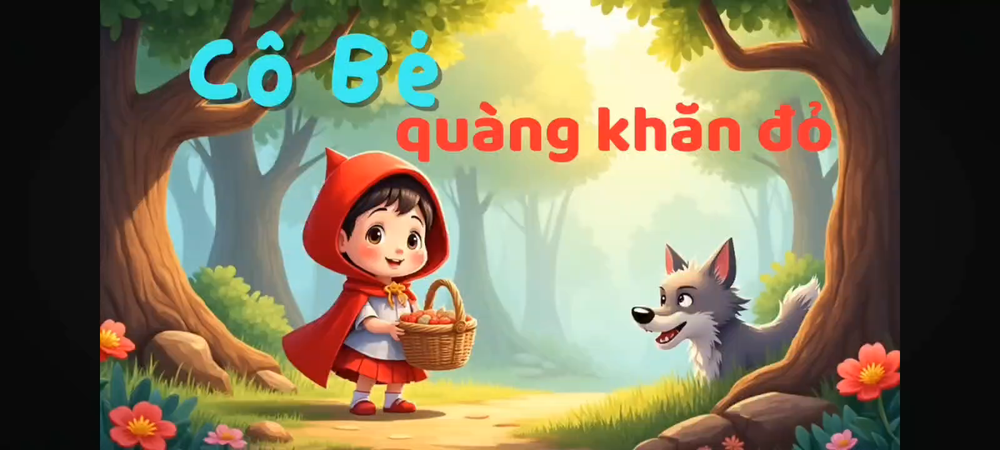 Cô Bé
quàng khăn đỏ